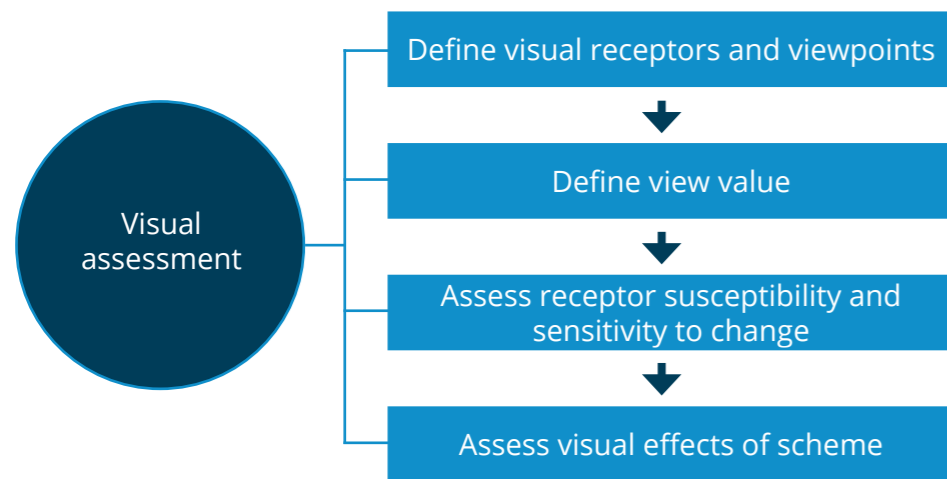 Visual
assessment
Define visual receptors and viewpoints
Define view value
Assess receptor susceptibility and
sensitivity to change
Assess visual effects of scheme